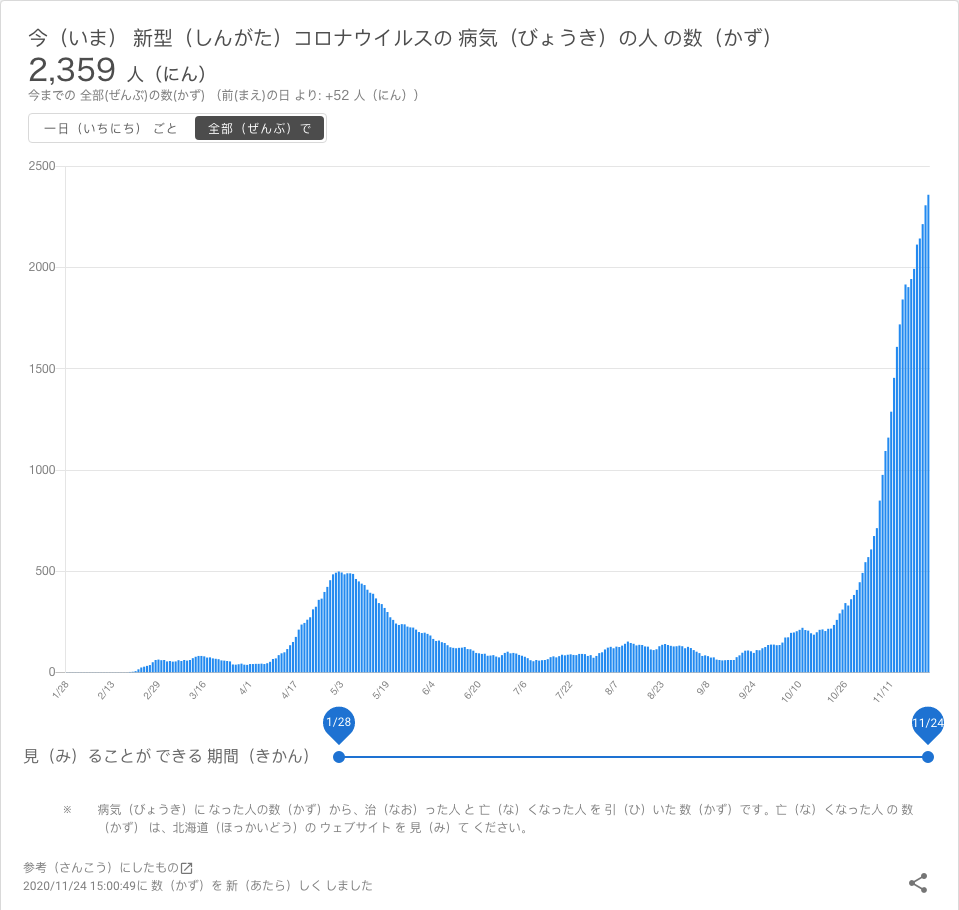 今（いま） 新型（しんがた）コロナウイルスの 病気（びょうき）の人 の数（かず）
2,359 人（にん）
今までの 全部(ぜんぶ)の数(かず) （前(まえ)の日 より: +52 人（にん））
一日（いちにち） ごと 全部（ぜんぶ）で
2500
2000
1500
1000
500
0
1/28 2/13 2/29 3/16 4/1 4/17 5/3 5/19 6/4 6/20 7/6 7/22 8/7 8/23 9/8 9/24 10/10 10/26 11/11
1/28 11/24
見（み）ることが できる 期間（きかん）
※ 病気（びょうき）に なった人の数（かず）から、治（なお）った人 と 亡（な）くなった人 を 引（ひ）いた 数（かず）です。亡（な）くなった人 の 数
（かず） は、北海道（ほっかいどう）の ウェブサイト を 見（み）て ください。
参考（さんこう）にしたもの
2020/11/24 15:00:49に 数（かず）を 新（あたら）しく しました